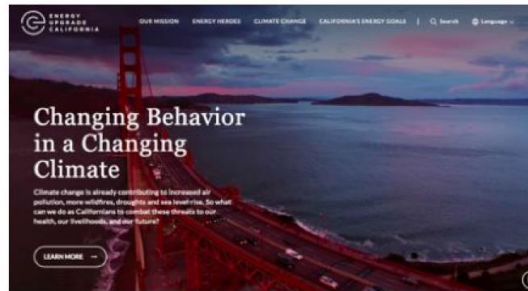 ENERGY
UPGRADE
CALIFORNIA
OUR MISSION ENERGY HEROES CLIMATE CHANGE CALIFORNIA'S ENERGY GOALS | Search Language
Changing Behavior
in a Changing
Climate
Climate change is already contributing to increased air
pollution, more wildfires, droughts and sea level rise. So what
can we do as Californians to combat these threats to our
health, our livelihoods, and our future?
LEARN MORE →